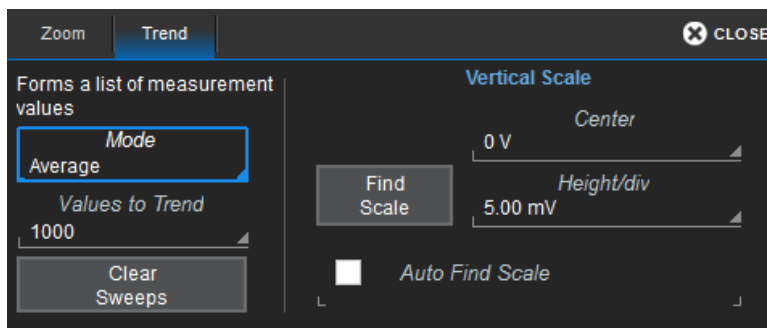 Zoom
Trend
CLOSE
Forms a list of measurement
values
Mode
Average
Values to Trend
1000
Clear
Sweeps
Vertical Scale
Center
0 V
Find
Scale
Height/div
5.00 mV
Auto Find Scale